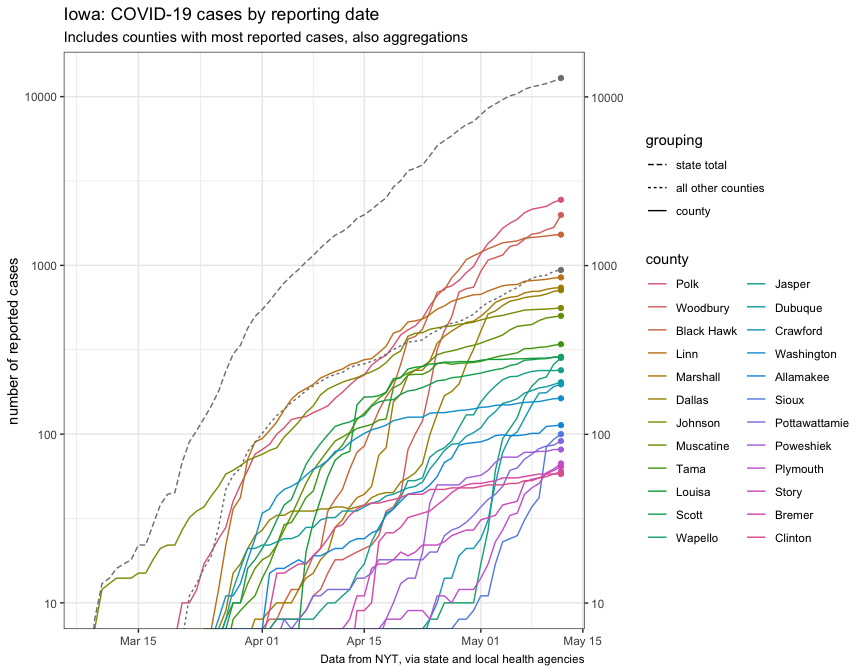 Iowa: COVID-19 cases by reporting date
Includes counties with most reported cases, also aggregations
number of reported cases
10000
1000
100
10
10000
1000
100
10
Mar 15
Apr 01
Apr 15
May 01
May 15
Data from NYT, via state and local health agencies
grouping
state total
all other counties
county
county
Polk
Woodbury
Black Hawk
Linn
Marshall
Dallas
Johnson
Muscatine
Tama
Louisa
Scott
Wapello
Jasper
Dubuque
Crawford
Washington
Allamakee
Sioux
Pottawattamie
Poweshiek
Plymouth
Story
Bremer
Clinton